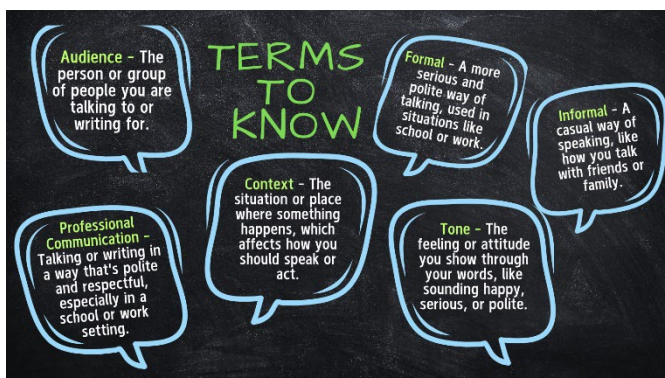 TERMS
TO
KNOW
Audience - The
person or group
of people you are
talking to or
writing for.
Formal - A more
serious and
polite way of
talking, used in
situations like
school or work.
Informal - A
casual way of
speaking, like
how you talk
with friends or
family.
Professional
Communication -
Talking or writing in
a way that's polite
and respectful,
especially in a
school or work
setting.
Context - The
situation or place
where something
happens, which
affects how you
should speak or
act.
Tone - The
feeling or attitude
you show through
your words, like
sounding happy,
serious, or polite.